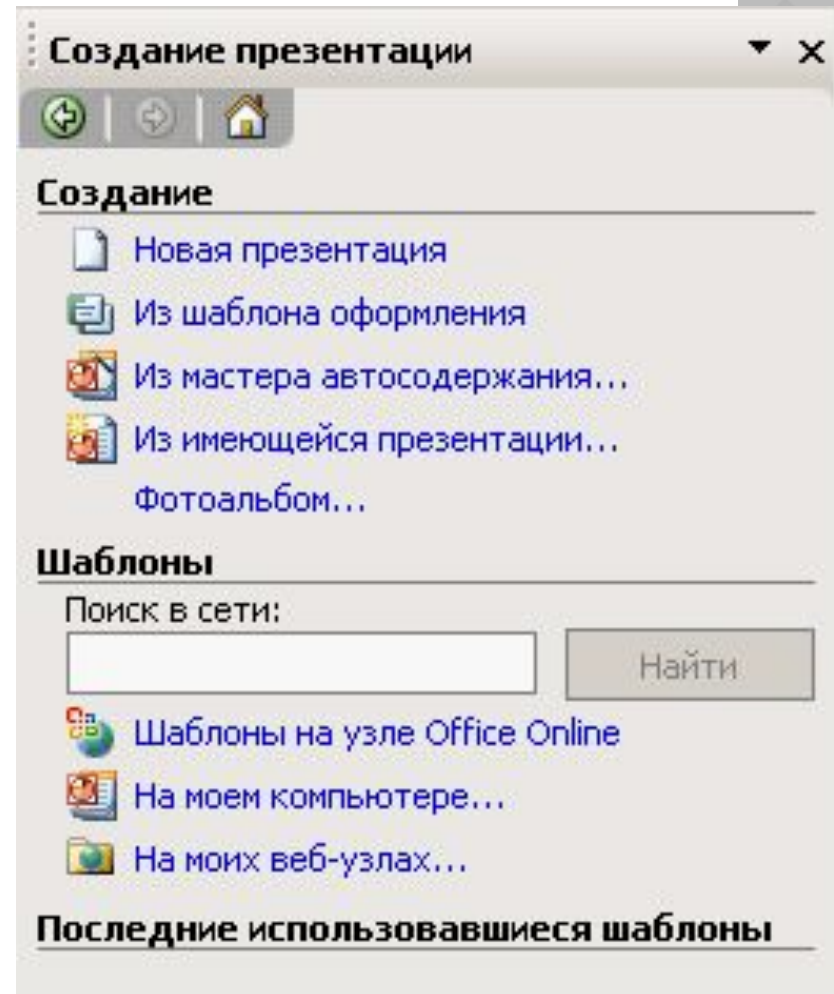 Создание презентации
Создание
Новая презентация
Из шаблона оформления
Из мастера автосодержания...
Из имеющейся презентации...
Фотоальбом...
Шаблоны
Поиск в сети:
Найти
Шаблоны на узле Office Online
На моем компьютере...
На моих веб-узлах...
Последние использовавшиеся шаблоны